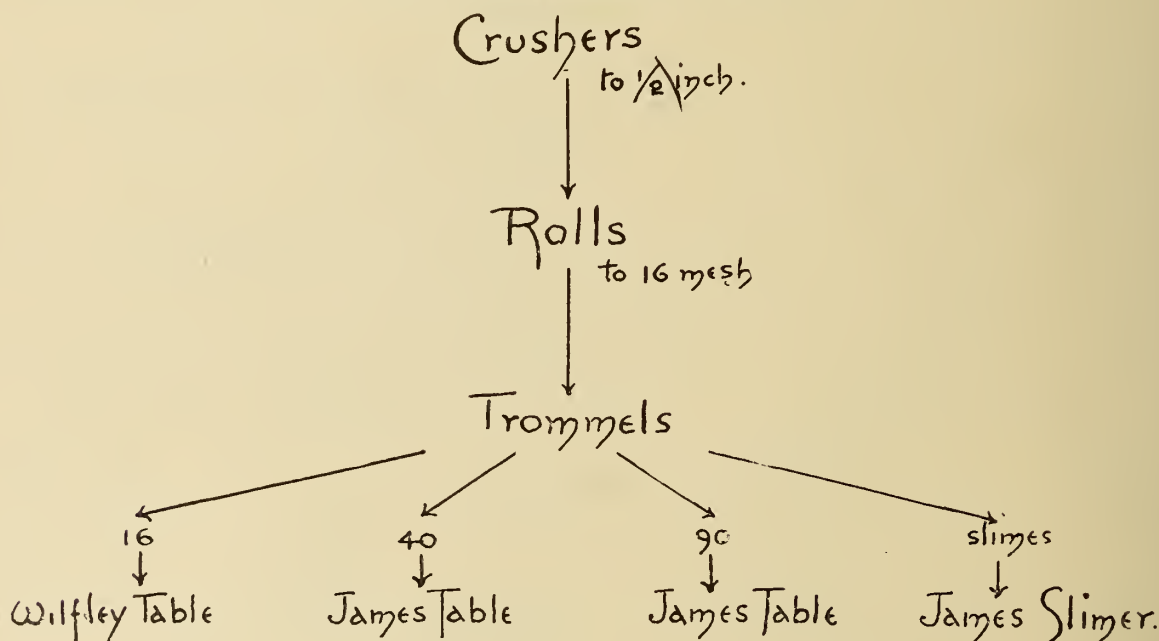 Crushers
to 1/2 inch.
Rolls
to 16 mesh
Trommels
16 40 90 slimes
Wilfley Table James Table James Table James Slimer.